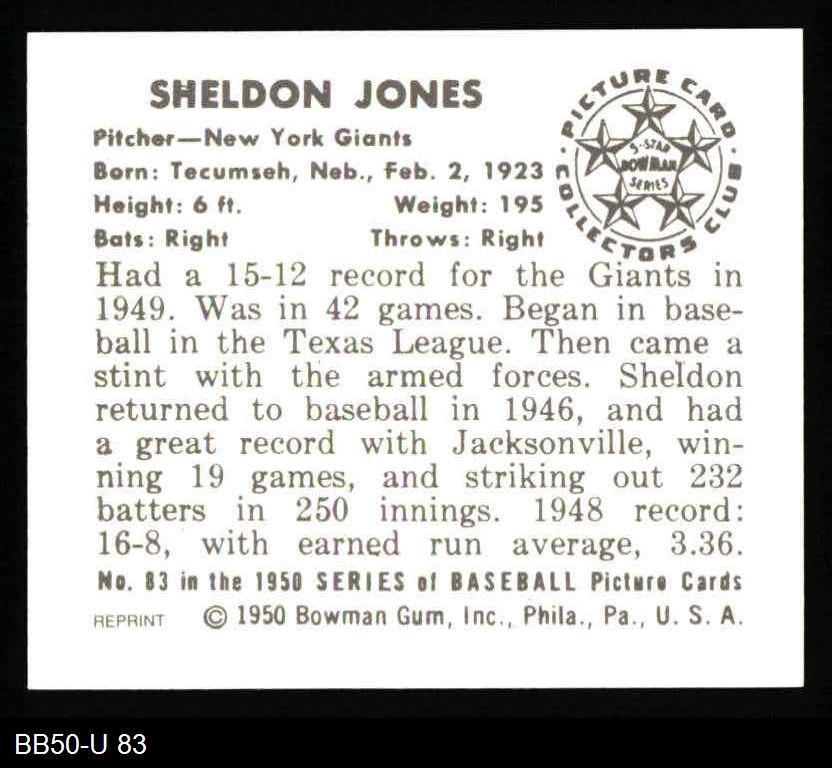 SHELDON JONES
Pitcher—New York Giants
Born: Tecumseh, Neb., Feb. 2, 1923
Height: 6 ft. Weight: 195
Bats: Right Throws: Right
PICTURE CARD
COLLECTORS CLUB
5-STAR
BOWMAN
SERIES
Had a 15-12 record for the Giants in
1949. Was in 42 games. Began in base-
ball in the Texas League. Then came a
stint with the armed forces. Sheldon
returned to baseball in 1946, and had
a great record with Jacksonville, win-
ning 19 games, and striking out 232
batters in 250 innings. 1948 record:
16-8, with earned run average, 3.36.
No. 83 in the 1950 SERIES of BASEBALL Picture Cards
REPRINT © 1950 Bowman Gum, Inc., Phila., Pa., U. S. A.
BB50-U 83